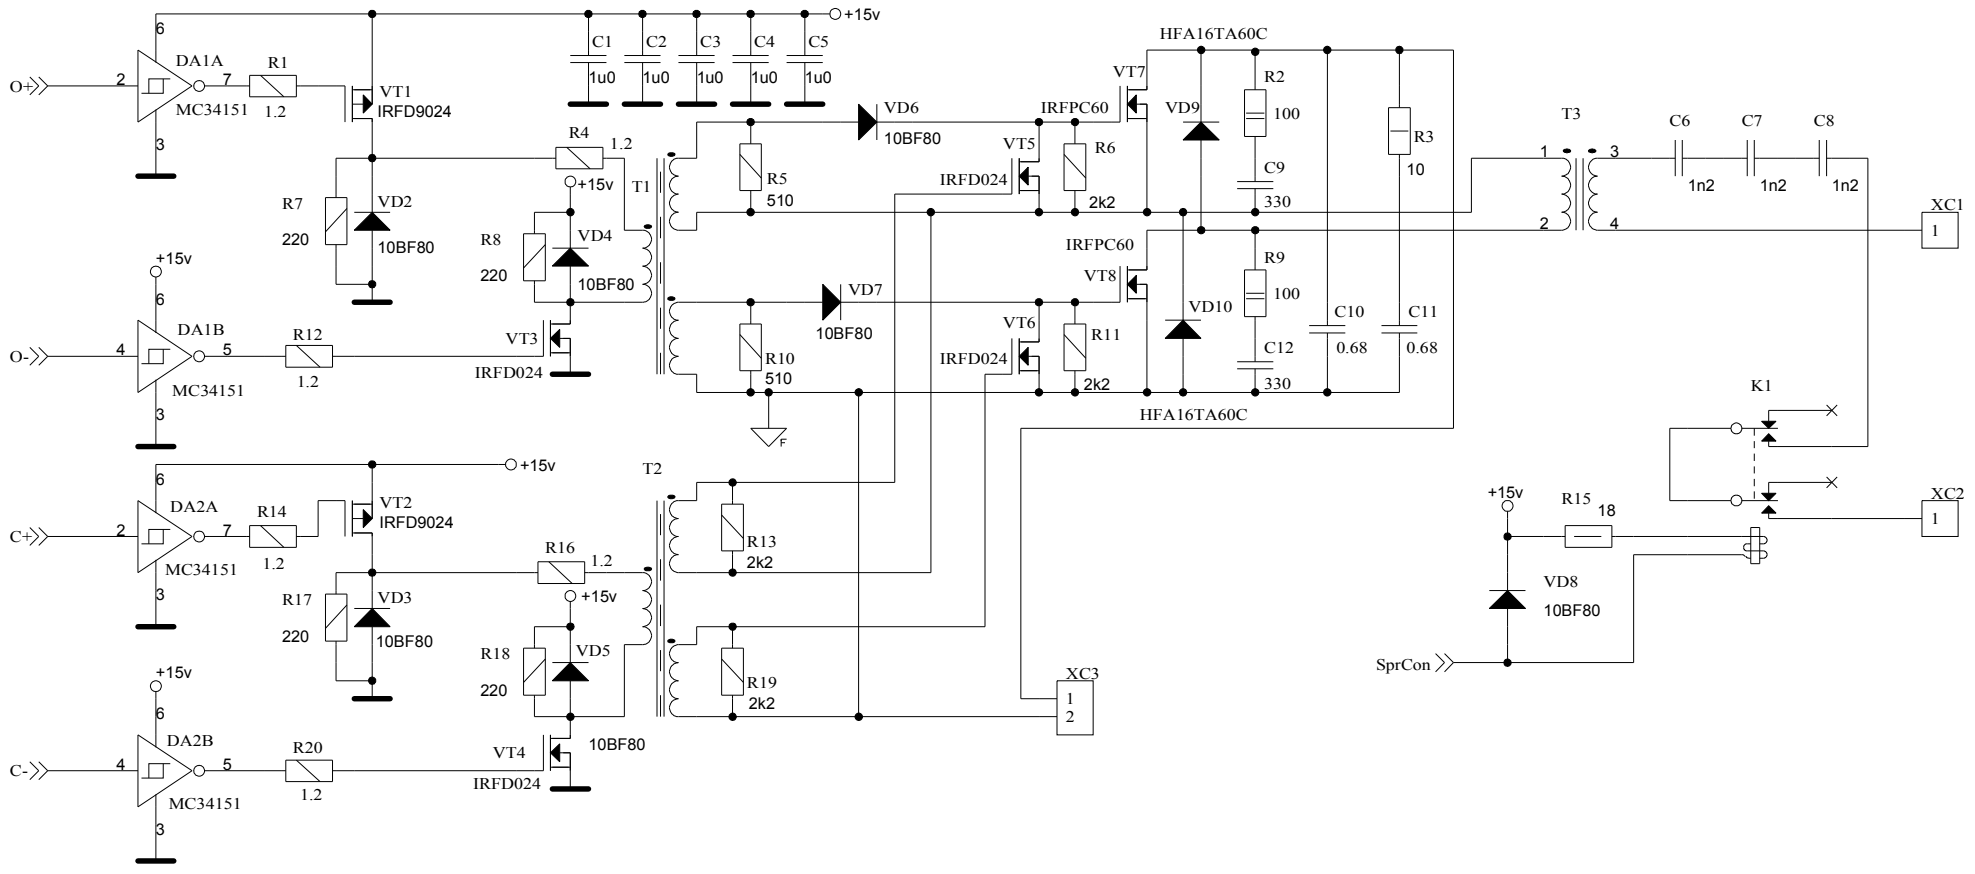 +15v
6
DA1A
O+
2
7
R1
MC34151
1.2
3
VT1
IRFD9024
C1
1u0
C2
1u0
C3
1u0
C4
1u0
C5
1u0
R4
1.2
+15v
R7
220
VD2
10BF80
R8
220
VD4
10BF80
T1
R5
510
VD6
10BF80
VT5
IRFD024
R6
2k2
HFA16TA60C
VT7
IRFPC60
VD9
R2
100
C9
330
R3
10
T3
1
2
3
4
C6
1n2
C7
1n2
C8
1n2
XC1
1
+15v
6
DA1B
O-
4
5
R12
MC34151
1.2
3
VT3
IRFD024
R10
510
VD7
10BF80
VT6
IRFD024
R11
2k2
IRFPC60
VT8
VD10
R9
100
C12
330
C10
0.68
C11
0.68
HFA16TA60C
F
K1
+15v
6
DA2A
C+
2
7
R14
MC34151
1.2
3
VT2
IRFD9024
R16
1.2
+15v
R17
220
VD3
10BF80
R18
220
VD5
10BF80
T2
R13
2k2
R19
2k2
XC3
1
2
+15v
R15
18
VD8
10BF80
SprCon
XC2
1
+15v
6
DA2B
C-
4
5
R20
MC34151
1.2
3
VT4
IRFD024